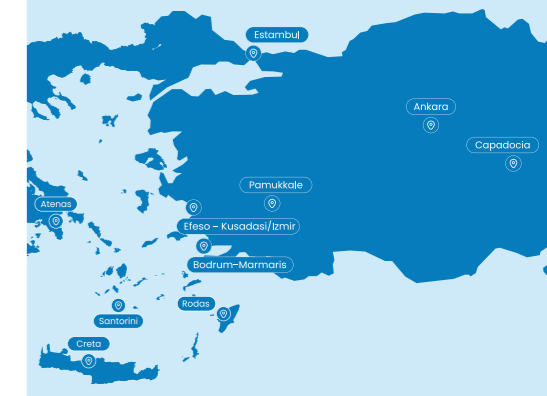 Estambul
Ankara
Capadocia
Pamukkale
Atenas
Efeso – Kusadasi/Izmir
Bodrum–Marmaris
Rodas
Santorini
Creta